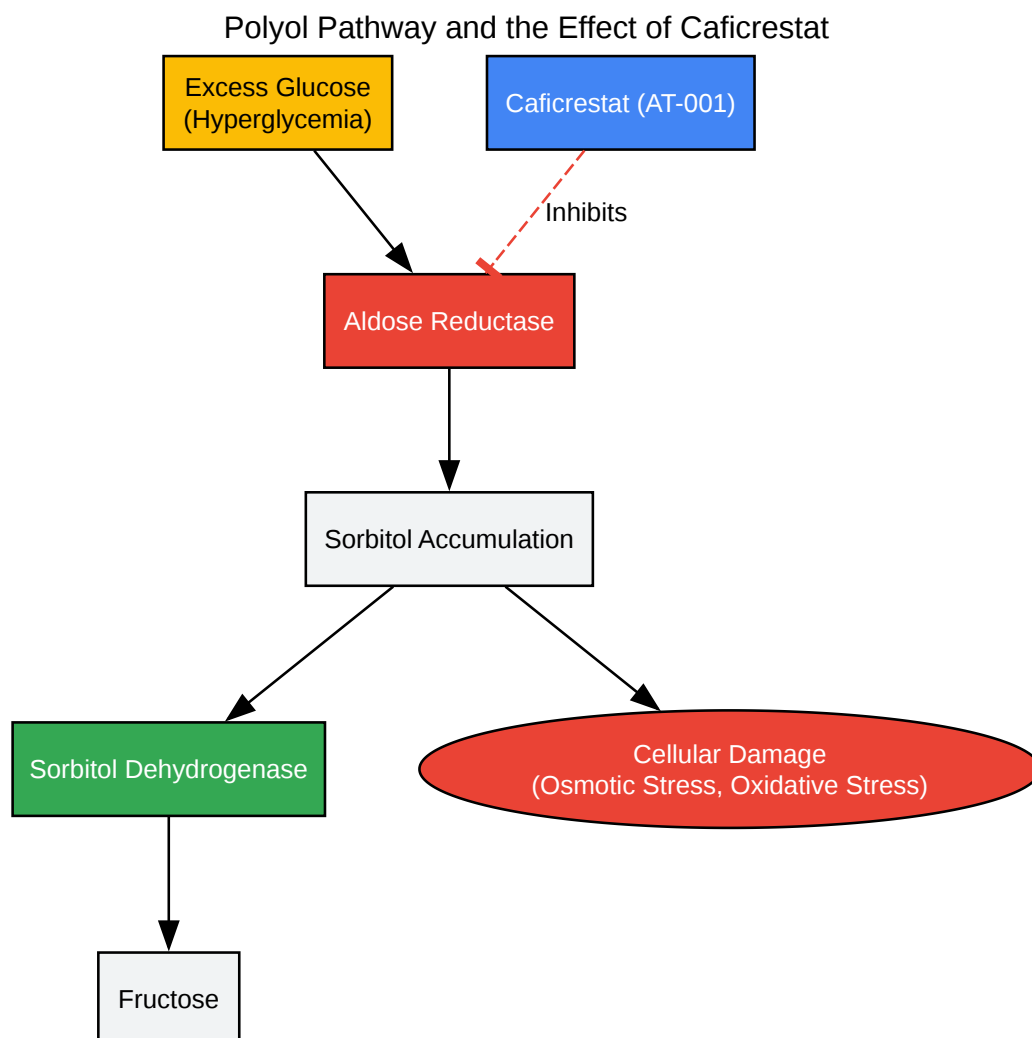 Polyol Pathway and the Effect of Caficrestat
Excess Glucose
(Hyperglycemia)
Caficrestat (AT-001)
Inhibits
Aldose Reductase
Sorbitol Accumulation
Sorbitol Dehydrogenase
Cellular Damage
(Osmotic Stress, Oxidative Stress)
Fructose